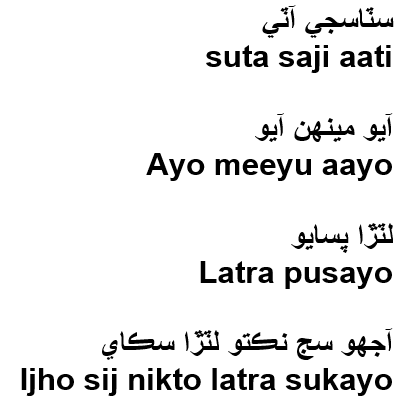 سٽاسجي آٽي
suta saji aati
آيو مينهن آيو
Ayo meeyu aayo
لٽڙا پسايو
Latra pusayo
آجهو سج نڪتو لٽڙا سڪاي
Ijho sij nikto latra sukayo